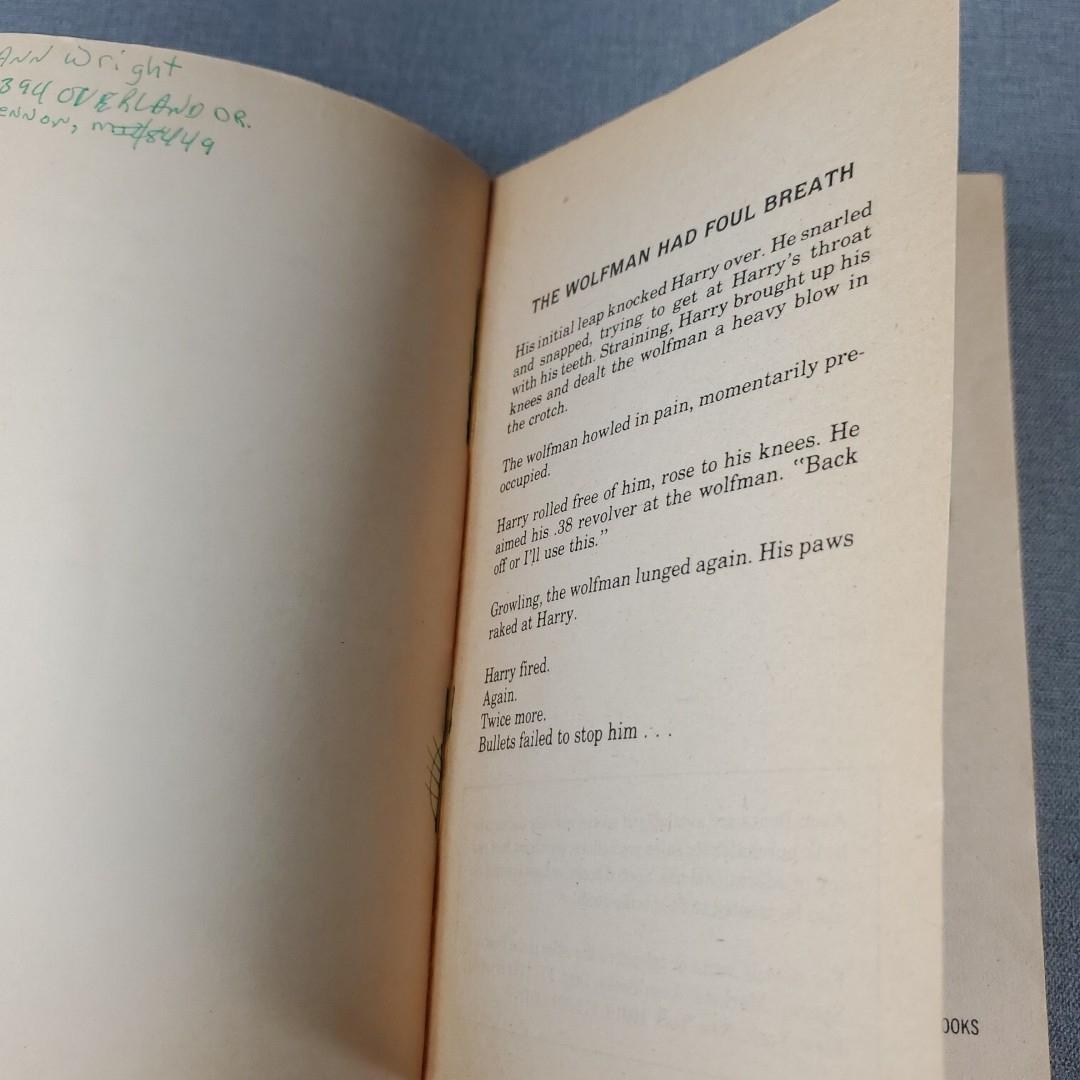 ANN Wright
394 OVERLAND DR.
ENNON, 48449
THE WOLFMAN HAD FOUL BREATH
His initial leap knocked Harry over. He snarled
and snapped, trying to get at Harry's throat
with his teeth. Straining, Harry brought up his
knees and dealt the wolfman a heavy blow in
the crotch.
The wolfman howled in pain, momentarily pre-
occupied.
Harry rolled free of him, rose to his knees. He
aimed his .38 revolver at the wolfman. "Back
off or I'll use this."
Growling, the wolfman lunged again. His paws
raked at Harry.
Harry fired.
Again.
Twice more.
Bullets failed to stop him . . .
OOKS